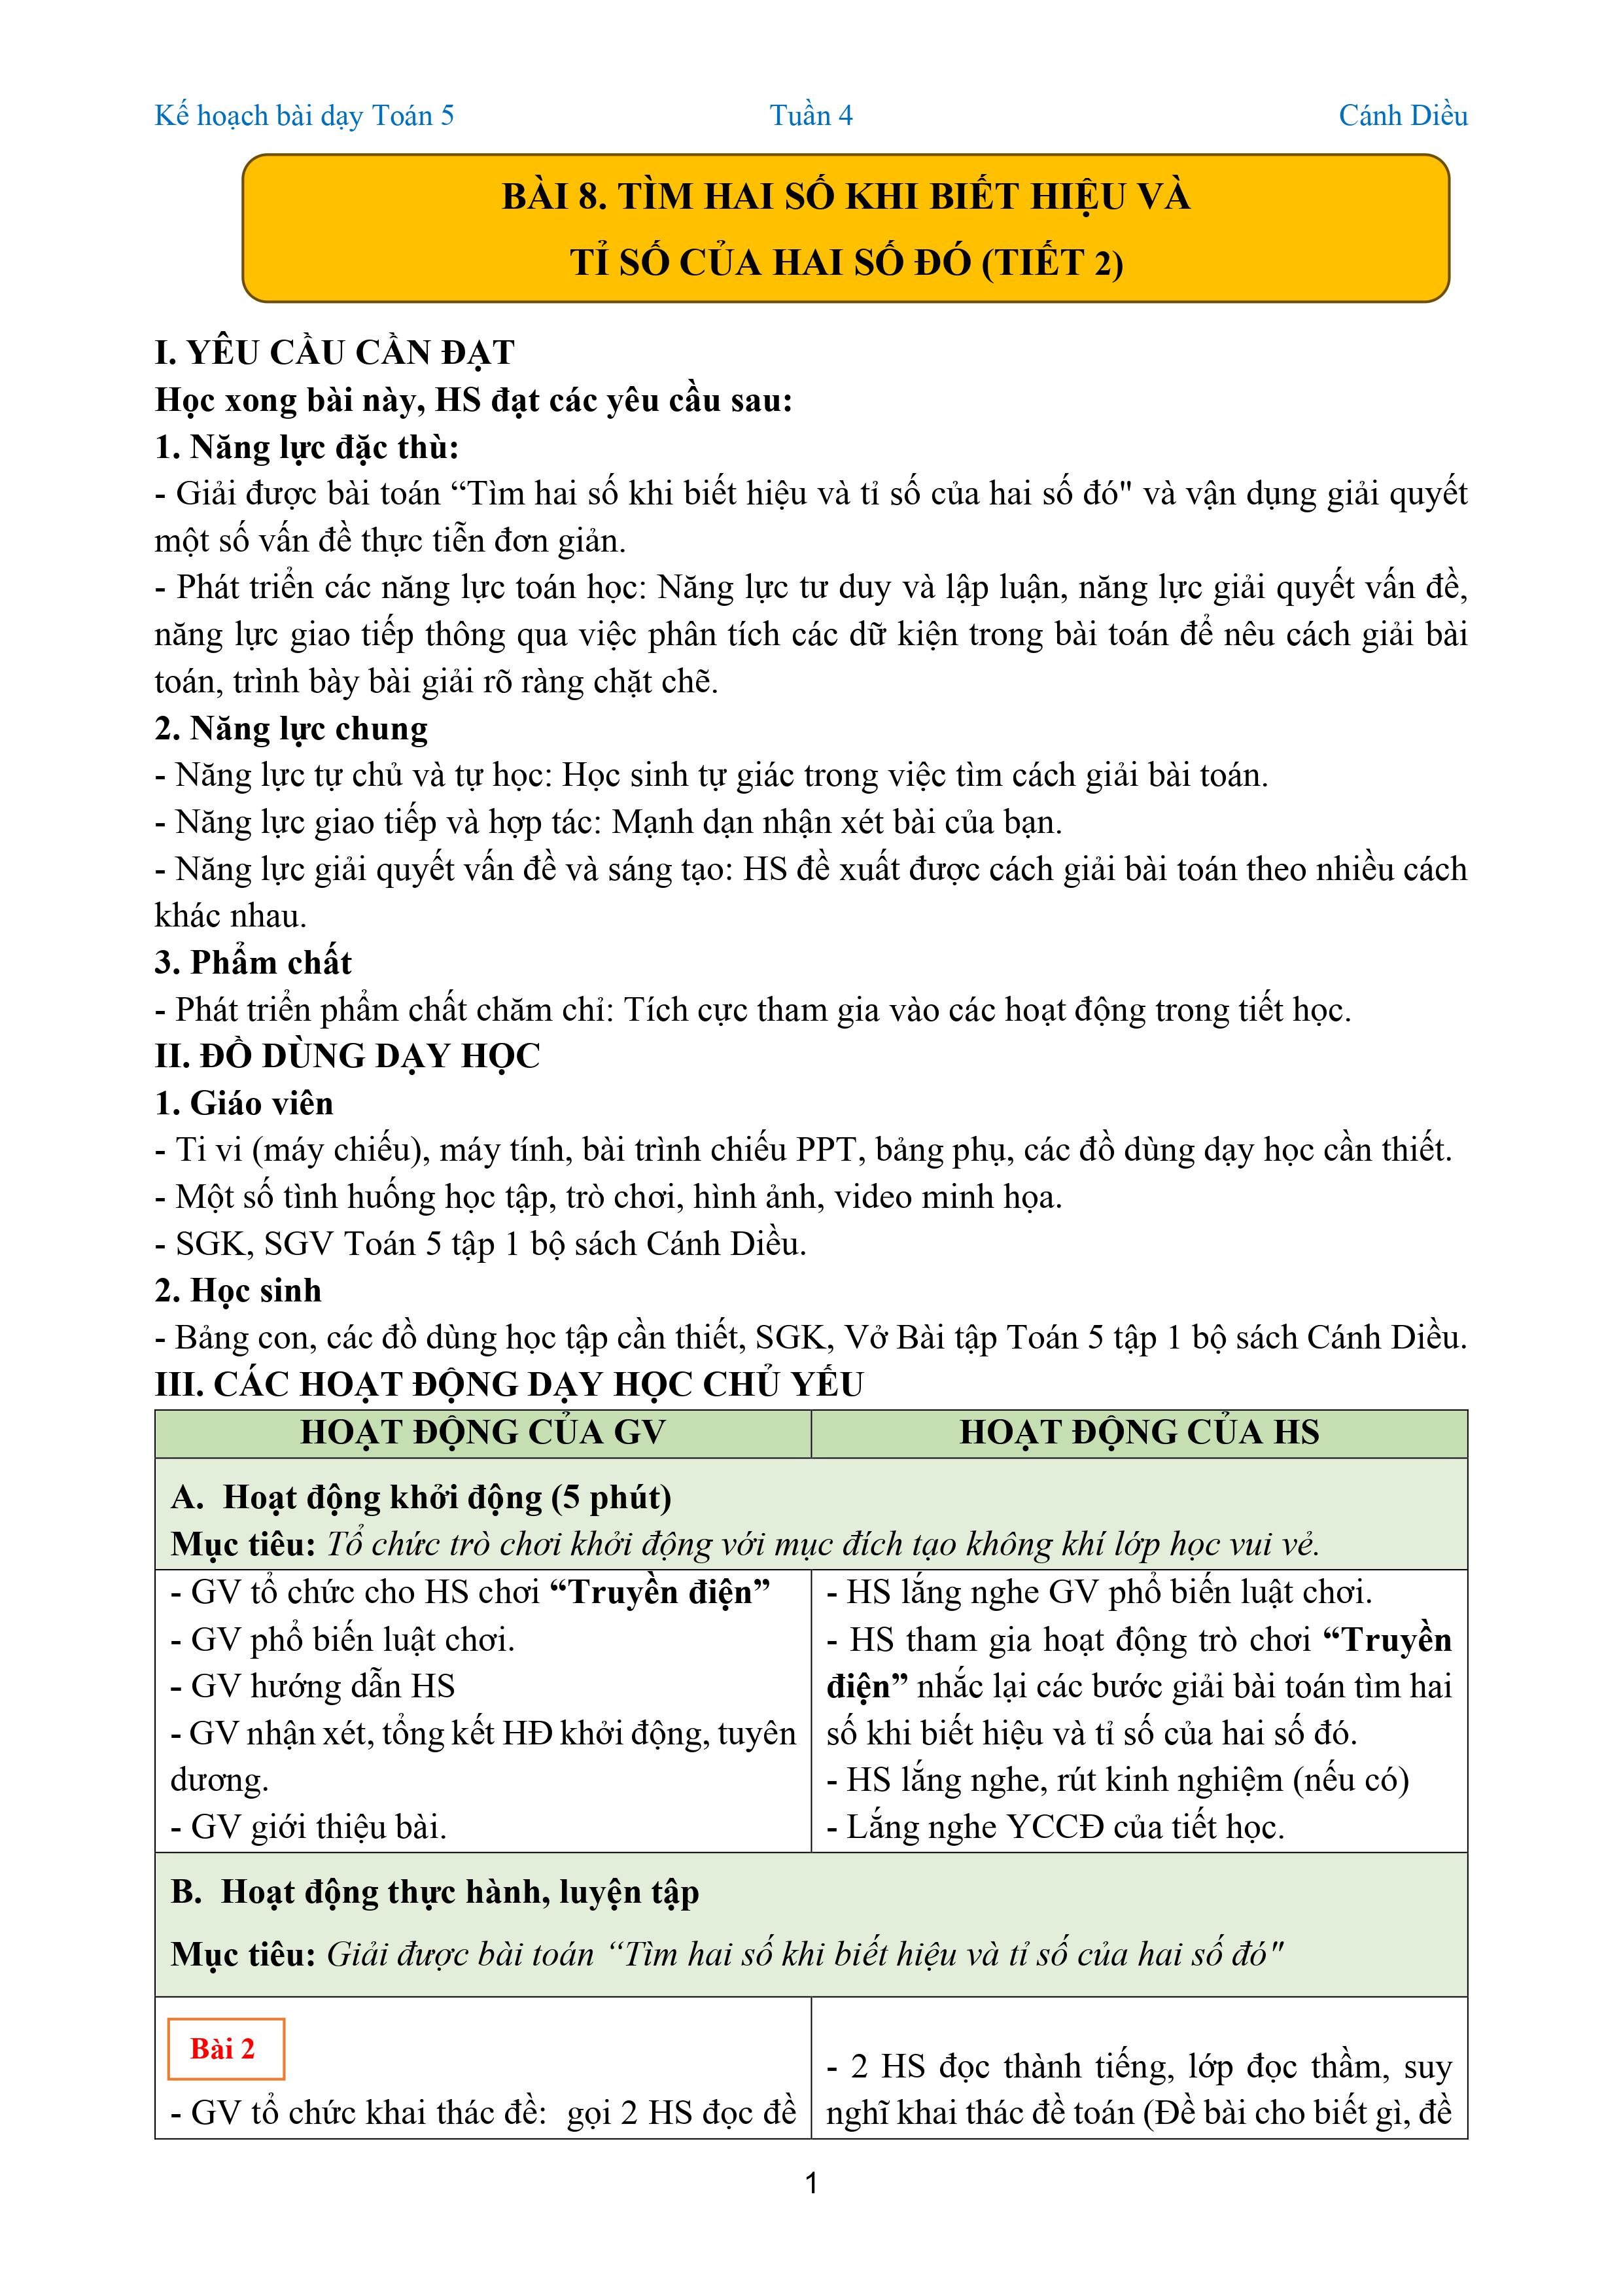 Kế hoạch bài dạy Toán 5 Tuần 4 Cánh Diều
BÀI 8. TÌM HAI SỐ KHI BIẾT HIỆU VÀ
TỈ SỐ CỦA HAI SỐ ĐÓ (TIẾT 2)
I. YÊU CẦU CẦN ĐẠT
Học xong bài này, HS đạt các yêu cầu sau:
1. Năng lực đặc thù:
- Giải được bài toán “Tìm hai số khi biết hiệu và tỉ số của hai số đó" và vận dụng giải quyết
một số vấn đề thực tiễn đơn giản.
- Phát triển các năng lực toán học: Năng lực tư duy và lập luận, năng lực giải quyết vấn đề,
năng lực giao tiếp thông qua việc phân tích các dữ kiện trong bài toán để nêu cách giải bài
toán, trình bày bài giải rõ ràng chặt chẽ.
2. Năng lực chung
- Năng lực tự chủ và tự học: Học sinh tự giác trong việc tìm cách giải bài toán.
- Năng lực giao tiếp và hợp tác: Mạnh dạn nhận xét bài của bạn.
- Năng lực giải quyết vấn đề và sáng tạo: HS đề xuất được cách giải bài toán theo nhiều cách
khác nhau.
3. Phẩm chất
- Phát triển phẩm chất chăm chỉ: Tích cực tham gia vào các hoạt động trong tiết học.
II. ĐỒ DÙNG DẠY HỌC
1. Giáo viên
- Ti vi (máy chiếu), máy tính, bài trình chiếu PPT, bảng phụ, các đồ dùng dạy học cần thiết.
- Một số tình huống học tập, trò chơi, hình ảnh, video minh họa.
- SGK, SGV Toán 5 tập 1 bộ sách Cánh Diều.
2. Học sinh
- Bảng con, các đồ dùng học tập cần thiết, SGK, Vở Bài tập Toán 5 tập 1 bộ sách Cánh Diều.
III. CÁC HOẠT ĐỘNG DẠY HỌC CHỦ YẾU
HOẠT ĐỘNG CỦA GV
HOẠT ĐỘNG CỦA HS
A. Hoạt động khởi động (5 phút)
Mục tiêu: Tổ chức trò chơi khởi động với mục đích tạo không khí lớp học vui vẻ.
- GV tổ chức cho HS chơi “Truyền điện”
- GV phổ biến luật chơi.
- GV hướng dẫn HS
- GV nhận xét, tổng kết HĐ khởi động, tuyên
dương.
- GV giới thiệu bài.
- HS lắng nghe GV phổ biến luật chơi.
- HS tham gia hoạt động trò chơi “Truyền
điện” nhắc lại các bước giải bài toán tìm hai
số khi biết hiệu và tỉ số của hai số đó.
- HS lắng nghe, rút kinh nghiệm (nếu có)
- Lắng nghe YCCĐ của tiết học.
B. Hoạt động thực hành, luyện tập
Mục tiêu: Giải được bài toán “Tìm hai số khi biết hiệu và tỉ số của hai số đó"
Bài 2
- GV tổ chức khai thác đề: gọi 2 HS đọc đề
- 2 HS đọc thành tiếng, lớp đọc thầm, suy
nghĩ khai thác đề toán (Đề bài cho biết gì, đề
1